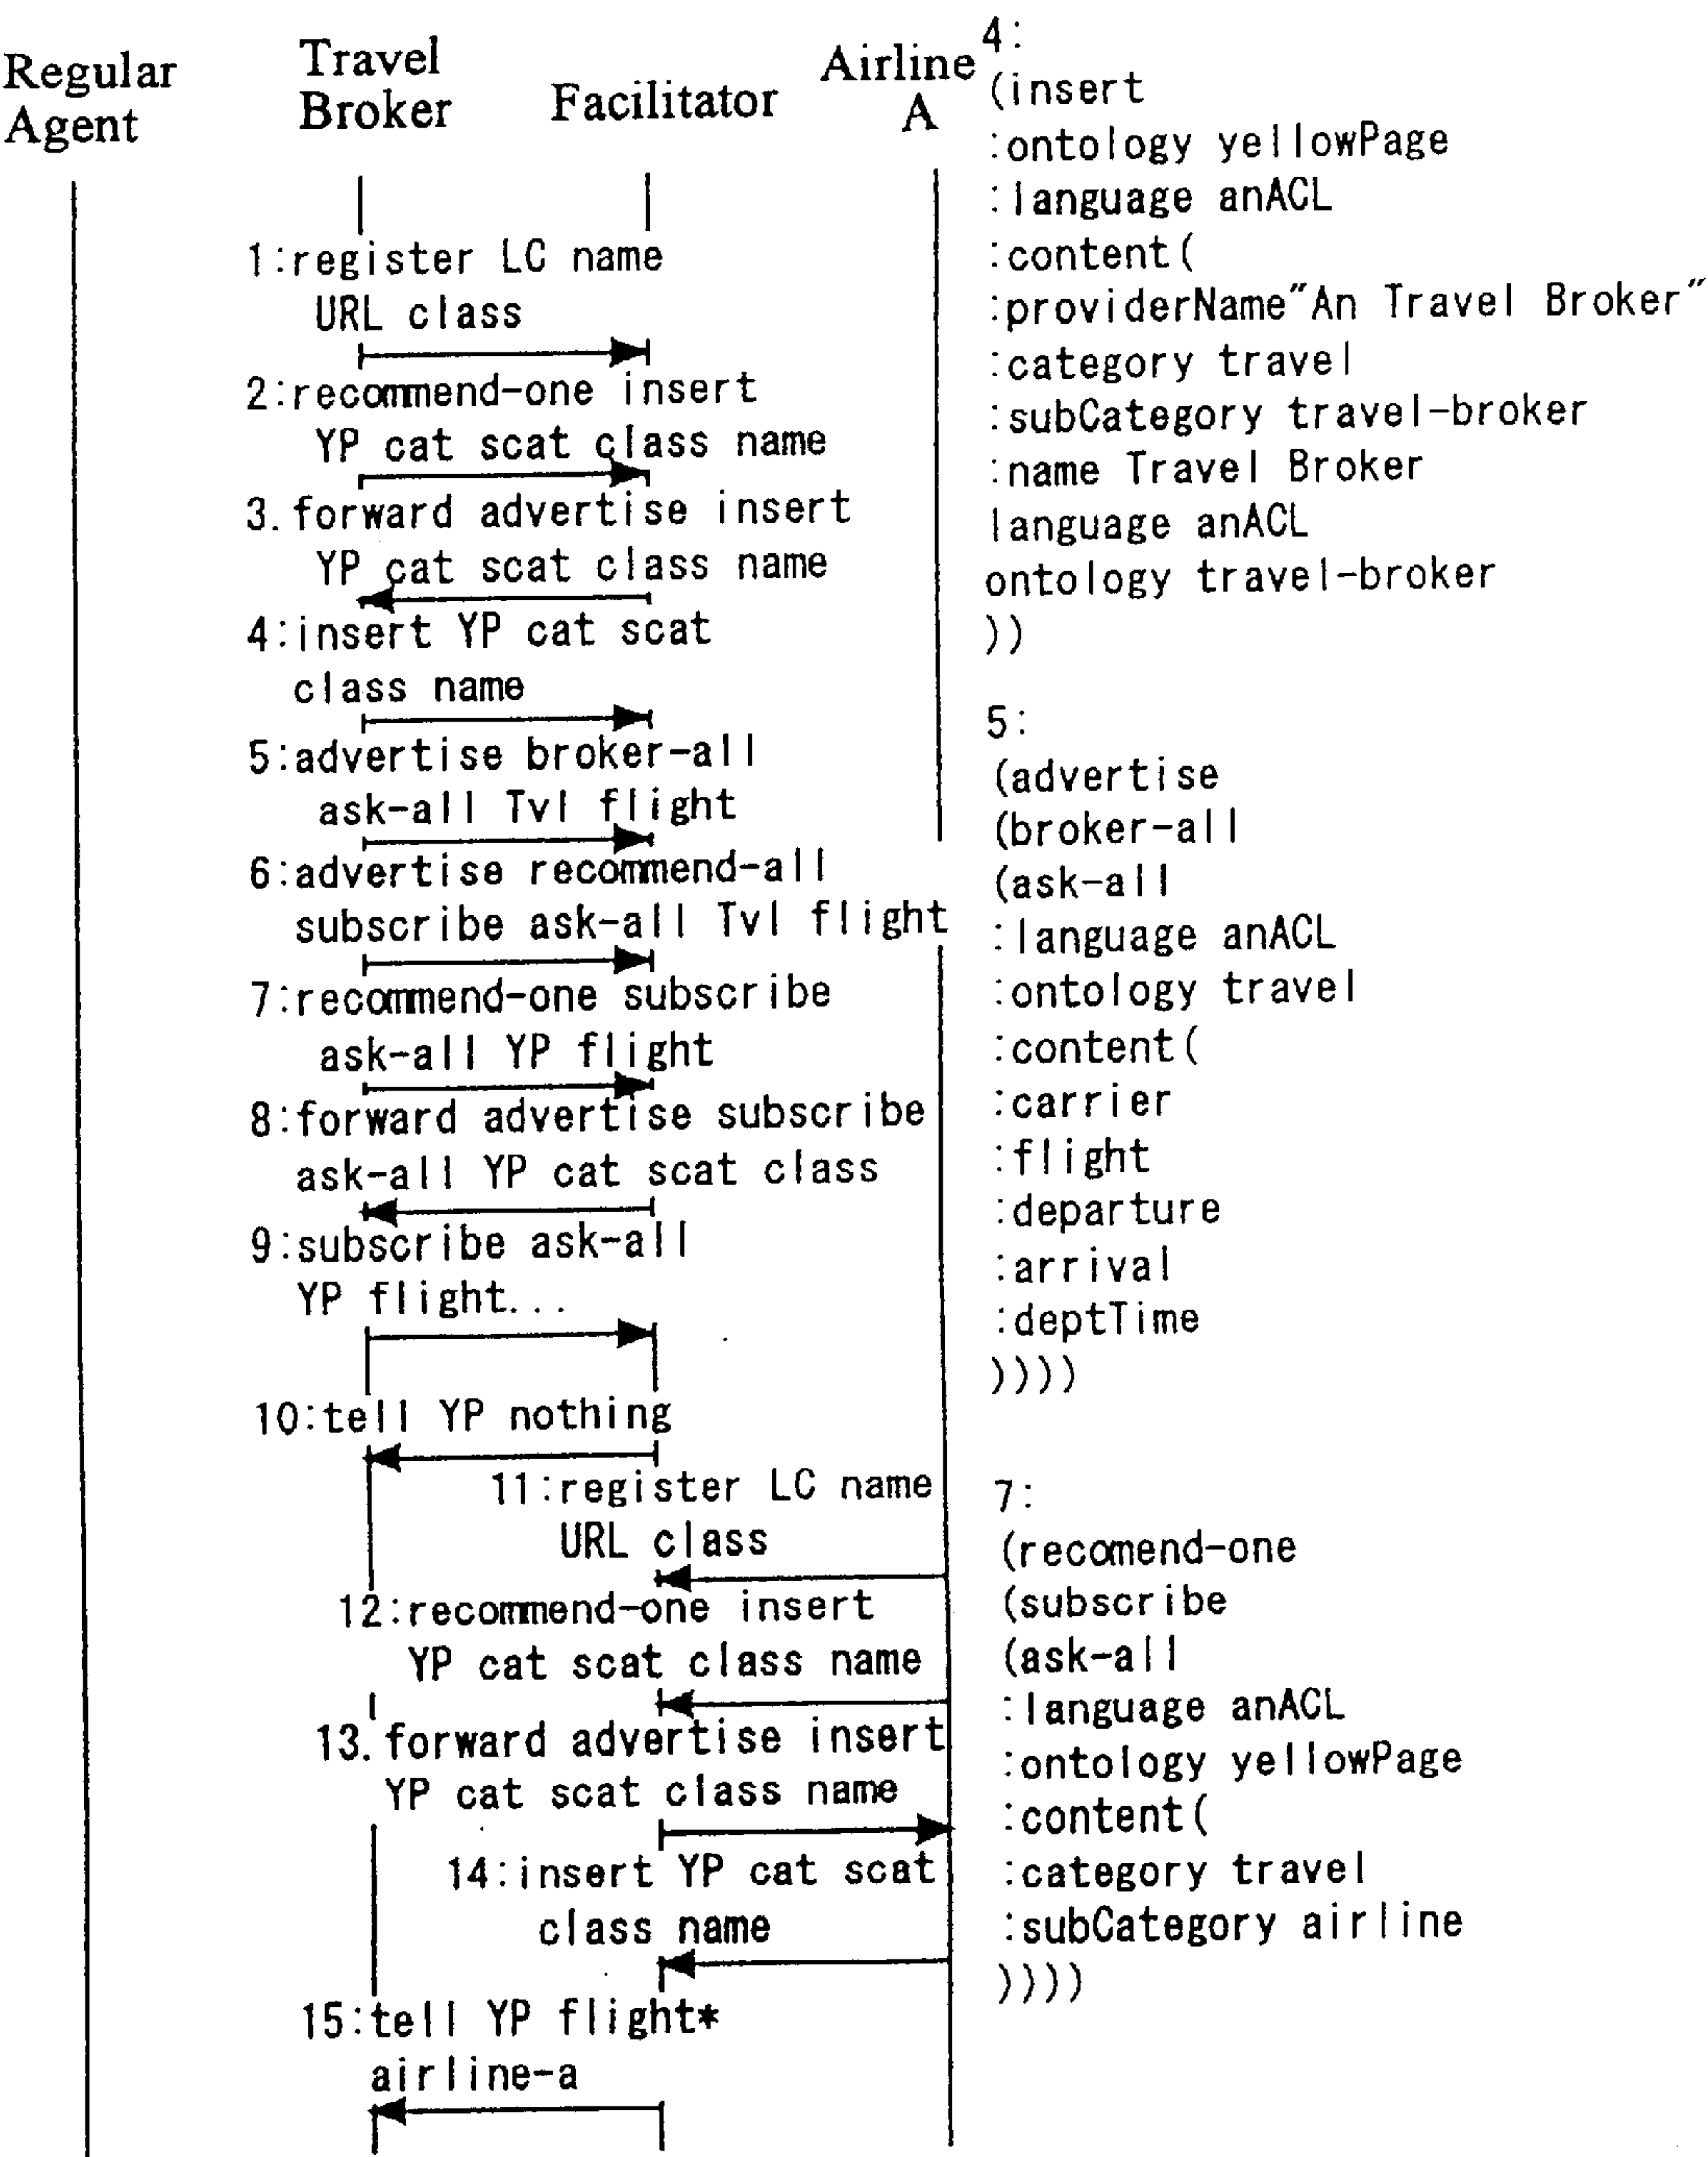 Regular
Agent
Travel
Broker
Facilitator
Airline
A
1:register LC name
URL class
2:recommend-one insert
YP cat scat class name
3.forward advertise insert
YP cat scat class name
4:insert YP cat scat
class name
5:advertise broker-all
ask-all Tvl flight
6:advertise recommend-all
subscribe ask-all Tvl flight
7:recommend-one subscribe
ask-all YP flight
8:forward advertise subscribe
ask-all YP cat scat class
9:subscribe ask-all
YP flight...
10:tell YP nothing
11:register LC name
URL class
12:recommend-one insert
YP cat scat class name
13.forward advertise insert
YP cat scat class name
14:insert YP cat scat
class name
15:tell YP flight*
airline-a
4:
(insert
:ontology yellowPage
:language anACL
:content(
:providerName"An Travel Broker"
:category travel
:subCategory travel-broker
:name Travel Broker
language anACL
ontology travel-broker
))
5:
(advertise
(broker-all
(ask-all
:language anACL
:ontology travel
:content(
:carrier
:flight
:departure
:arrival
:deptTime
))))
7:
(recomend-one
(subscribe
(ask-all
:language anACL
:ontology yellowPage
:content(
:category travel
:subCategory airline
))))